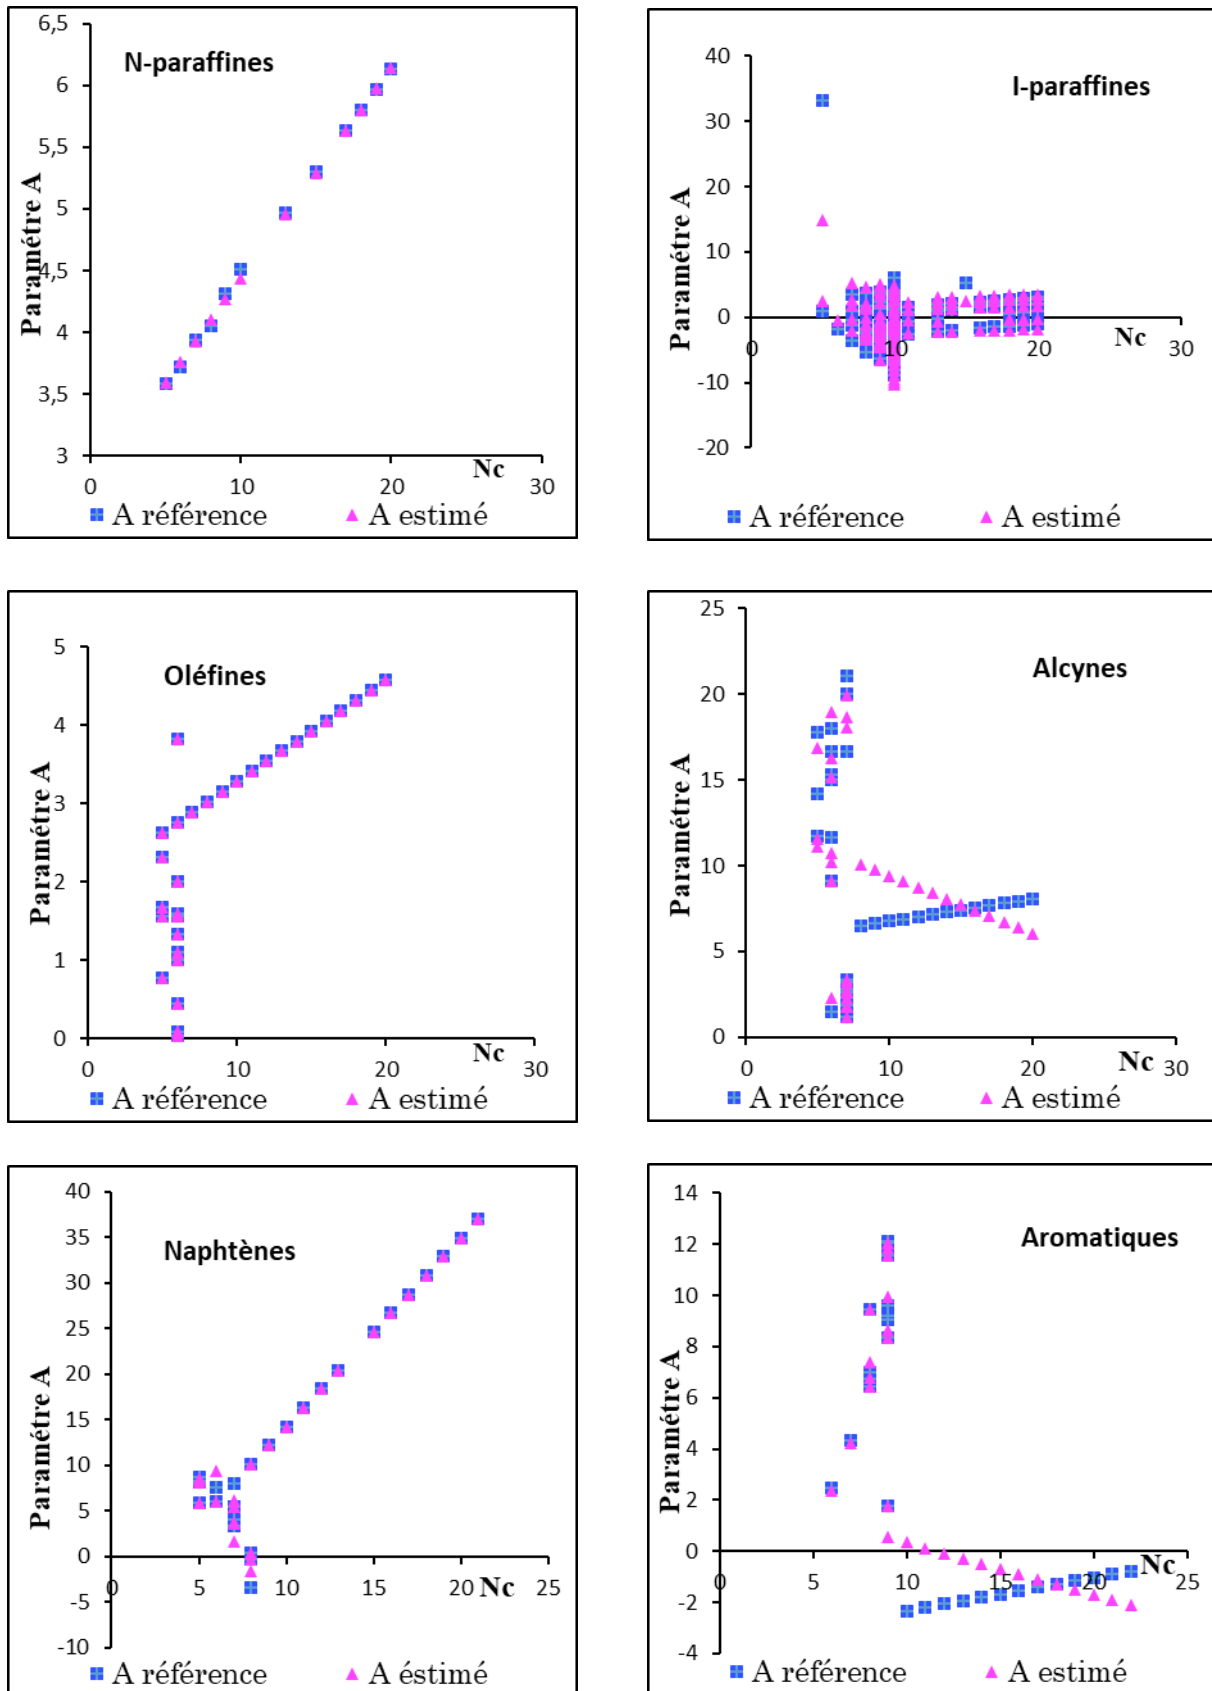 N-paraffines
Paramétre A
6,5
6
5,5
5
4,5
4
3,5
3
0
10
20
30
Nc
A référence
A estimé
I-paraffines
Paramétre A
40
30
20
10
0
-10
-20
0
10
20
30
Nc
A référence
A estimé
Oléfines
Paramétre A
5
4
3
2
1
0
0
10
20
30
Nc
A référence
A estimé
Alcynes
Paramétre A
25
20
15
10
5
0
0
10
20
30
Nc
A référence
A estimé
Naphtènes
Paramétre A
40
35
30
25
20
15
10
5
0
-5
-10
0
5
10
15
20
25
Nc
A référence
A éstimé
Aromatiques
Paramétre A
14
12
10
8
6
4
2
0
-2
-4
0
5
10
15
20
25
Nc
A référence
A estimé